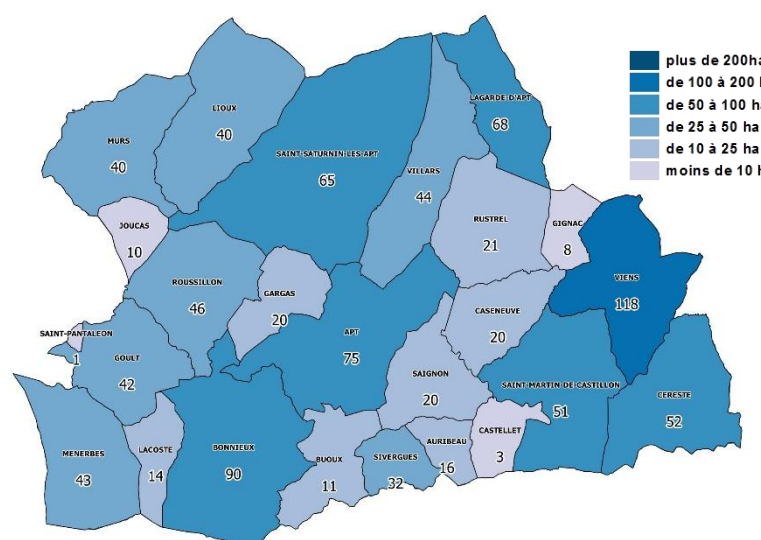 plus de 200ha
de 100 à 200
de 50 à 100 ha
de 25 à 50 ha
de 10 à 25 ha
moins de 10
LAGARDE-D'APT
68
LIOUX
40
MURS
40
SAINT-SATURNIN-LES-APT
65
VILLARS
44
RUSTREL
21
GIGNAC
8
JOUCAS
10
VIENS
118
ROUSSILLON
46
GARGAS
20
CASENEUVE
20
SAINT-PANTALEON
1
APT
75
GOULT
42
SAIGNON
20
SAINT-MARTIN-DE-CASTILLON
51
CERESTE
52
MENERBES
43
LACOSTE
14
BONNIEUX
90
BUOUX
11
SIVERGUES
32
AURIBEAU
16
CASTELLET
3